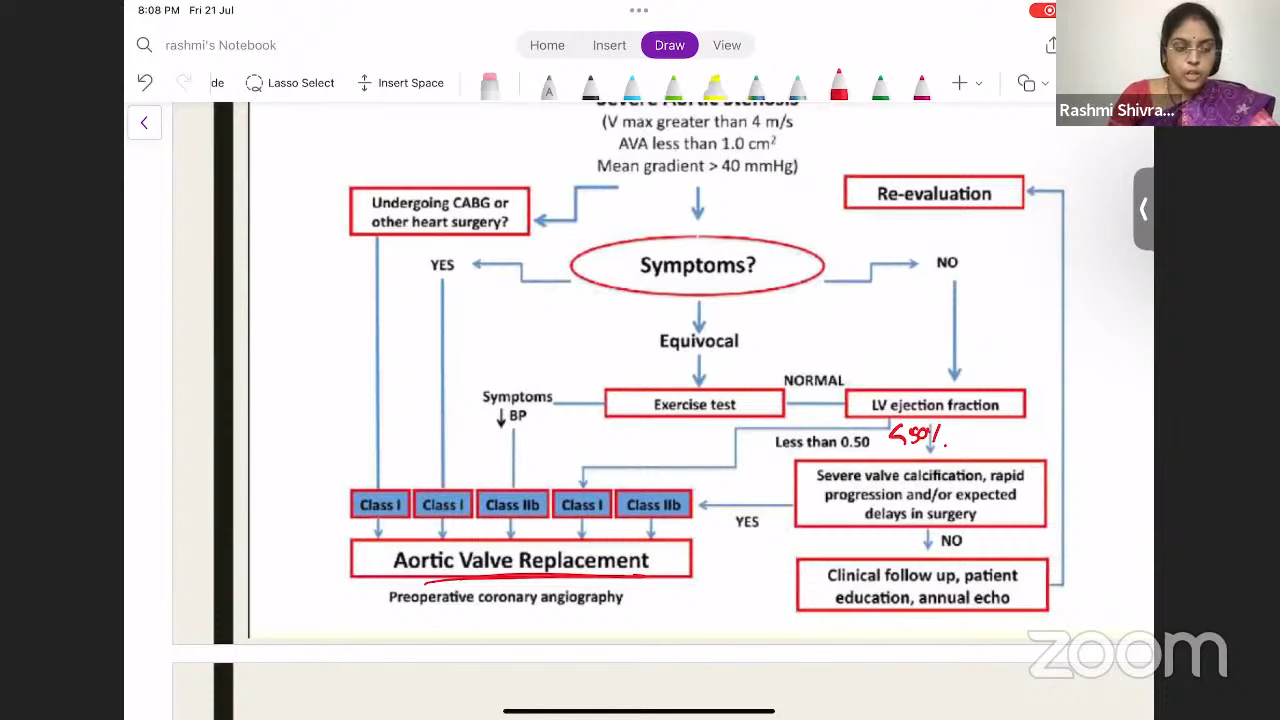 8:08 PM Fri 21 Jul
rashmi's Notebook
Home
Insert
Draw
View
de
Lasso Select
Insert Space
Rashmi Shivra...
Severe Aortic Stenosis
(V max greater than 4 m/s
AVA less than 1.0 cm²
Mean gradient > 40 mmHg)
Undergoing CABG or
other heart surgery?
Re-evaluation
YES
Symptoms?
NO
Equivocal
NORMAL
Symptoms
↓ BP
Exercise test
LV ejection fraction
Less than 0.50
<50%.
Severe valve calcification, rapid
progression and/or expected
delays in surgery
Class I
Class I
Class IIb
Class I
Class IIb
YES
NO
Aortic Valve Replacement
Preoperative coronary angiography
Clinical follow up, patient
education, annual echo
zoom